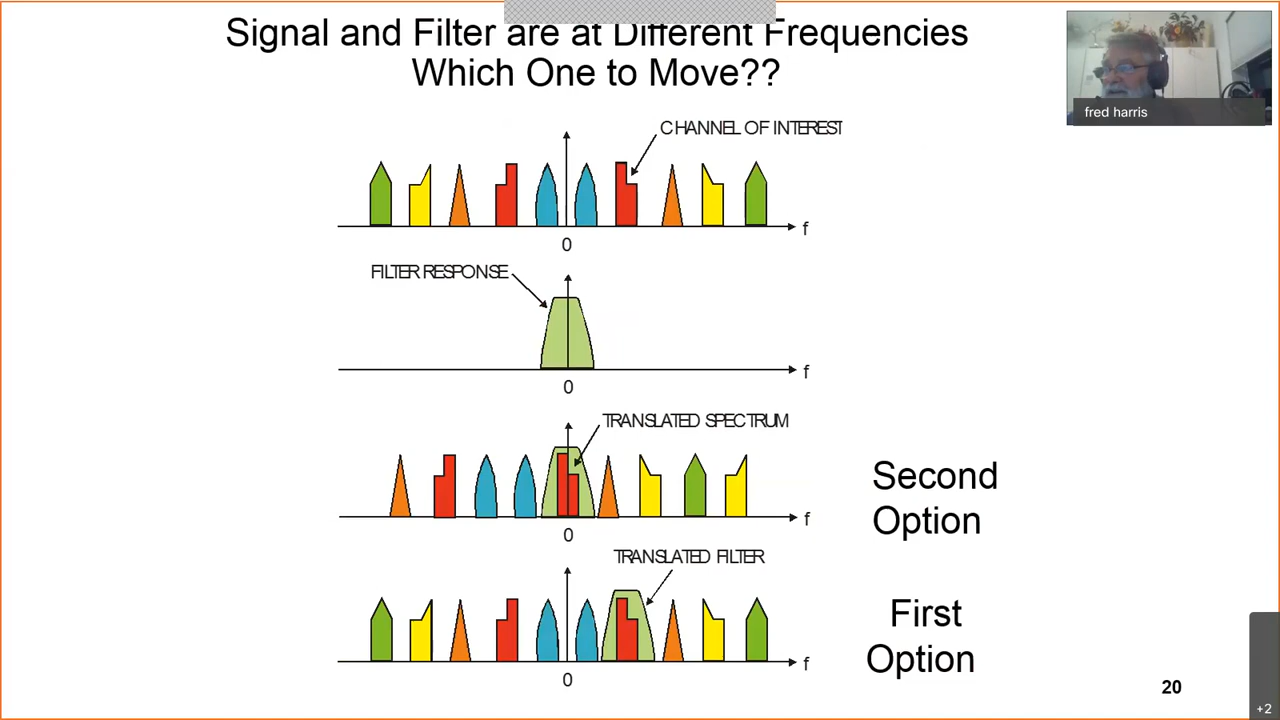 Signal and Filter are at Different Frequencies
Which One to Move??
fred harris
CHANNEL OF INTEREST
f
0
FILTER RESPONSE
f
0
TRANSLATED SPECTRUM
Second
Option
f
0
TRANSLATED FILTER
First
Option
f
0
20
+2